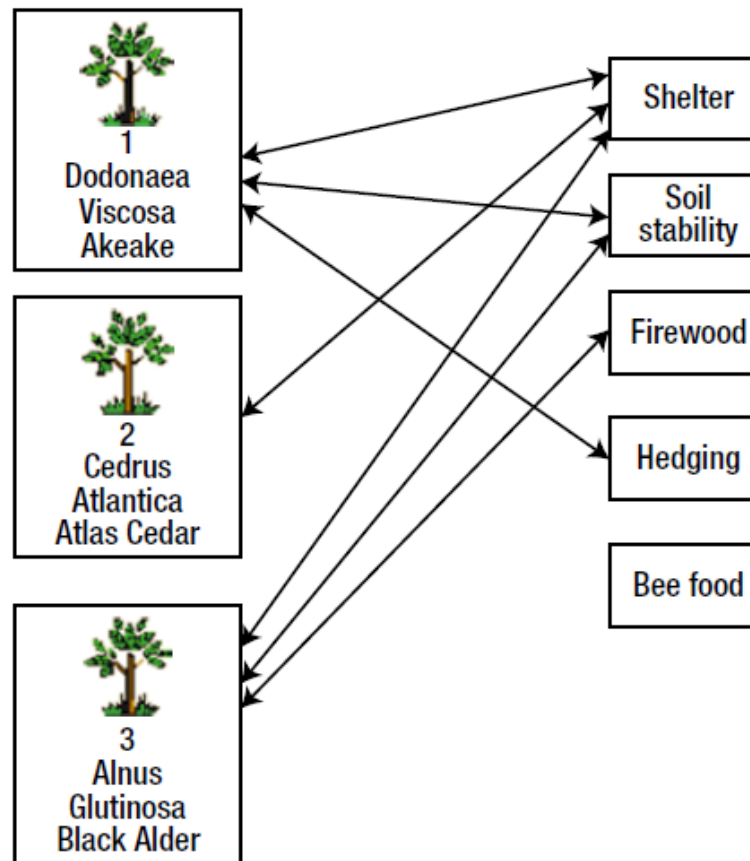 1
Dodonaea
Viscosa
Akeake
2
Cedrus
Atlantica
Atlas Cedar
3
Alnus
Glutinosa
Black Alder
Shelter
Soil
stability
Firewood
Hedging
Bee food